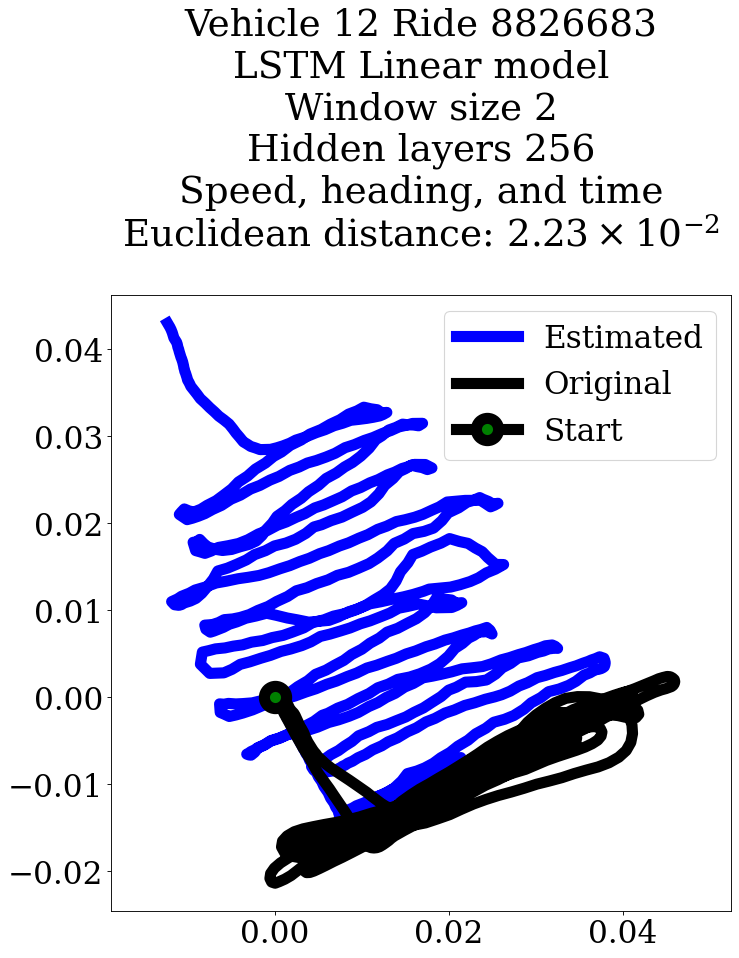 Vehicle 12 Ride 8826683
LSTM Linear model
Window size 2
Hidden layers 256
Speed, heading, and time
Euclidean distance: 2.23 × 10⁻²
Estimated
Original
Start
0.04
0.03
0.02
0.01
0.00
−0.01
−0.02
0.00 0.02 0.04